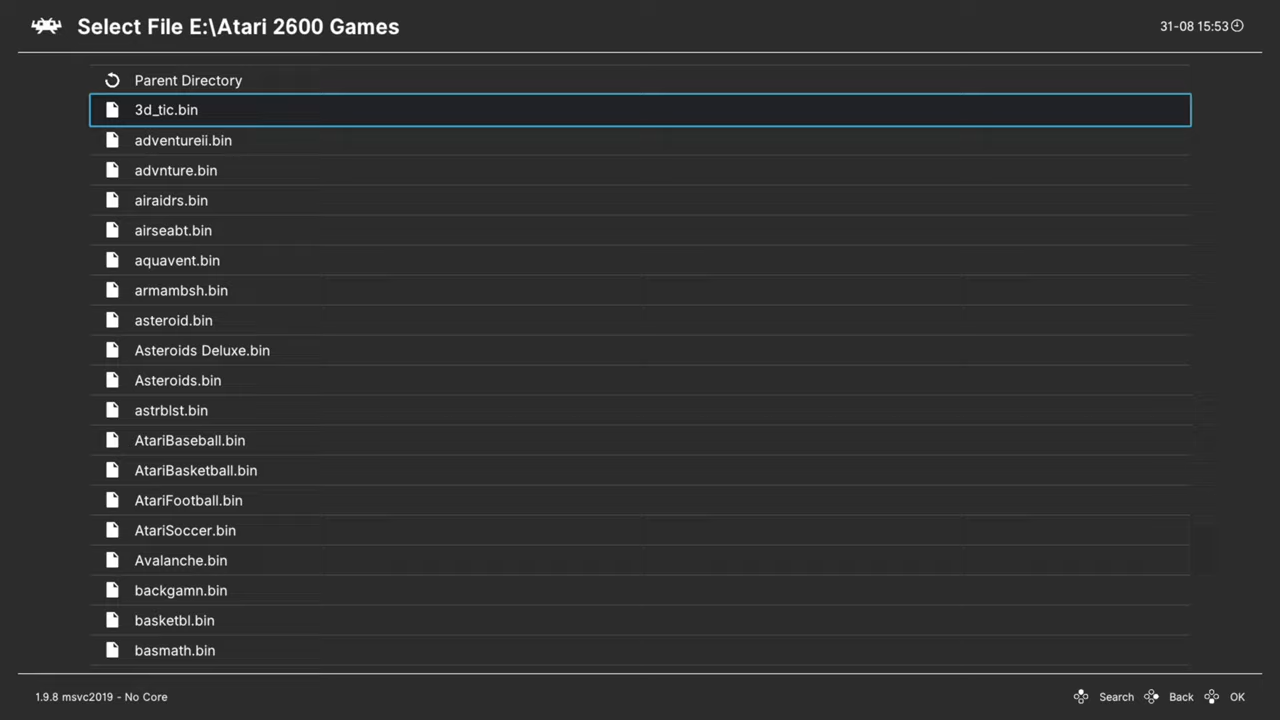 Select File E:\Atari 2600 Games
31-08 15:53
Parent Directory
3d_tic.bin
adventureii.bin
advnture.bin
airaidrs.bin
airseabt.bin
aquavent.bin
armambsh.bin
asteroid.bin
Asteroids Deluxe.bin
Asteroids.bin
astrblst.bin
AtariBaseball.bin
AtariBasketball.bin
AtariFootball.bin
AtariSoccer.bin
Avalanche.bin
backgamn.bin
basketbl.bin
basmath.bin
1.9.8 msvc2019 - No Core
Search Back OK